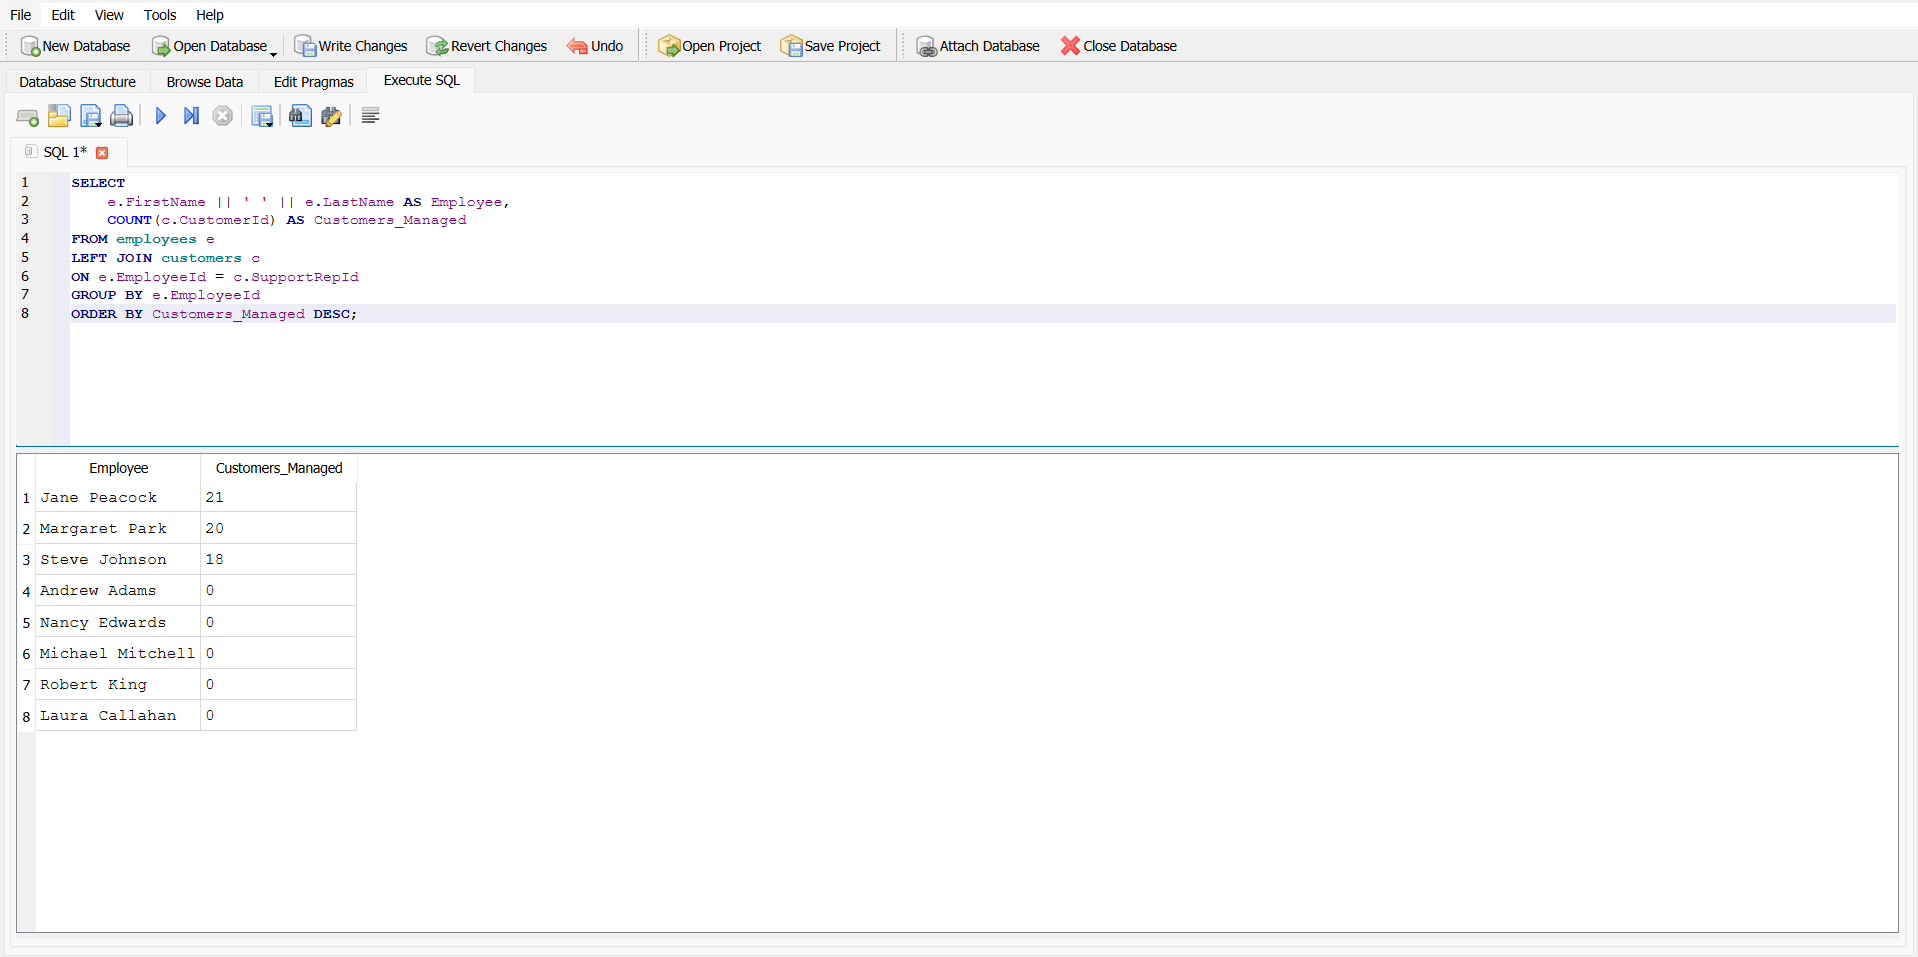 File Edit View Tools Help
New Database Open Database Write Changes Revert Changes Undo Open Project Save Project Attach Database Close Database
Database Structure Browse Data Edit Pragmas Execute SQL
SQL 1*
1 SELECT
2 e.FirstName || ' ' || e.LastName AS Employee,
3 COUNT(c.CustomerId) AS Customers_Managed
4 FROM employees e
5 LEFT JOIN customers c
6 ON e.EmployeeId = c.SupportRepId
7 GROUP BY e.EmployeeId
8 ORDER BY Customers_Managed DESC;
Employee Customers_Managed
1 Jane Peacock 21
2 Margaret Park 20
3 Steve Johnson 18
4 Andrew Adams 0
5 Nancy Edwards 0
6 Michael Mitchell 0
7 Robert King 0
8 Laura Callahan 0